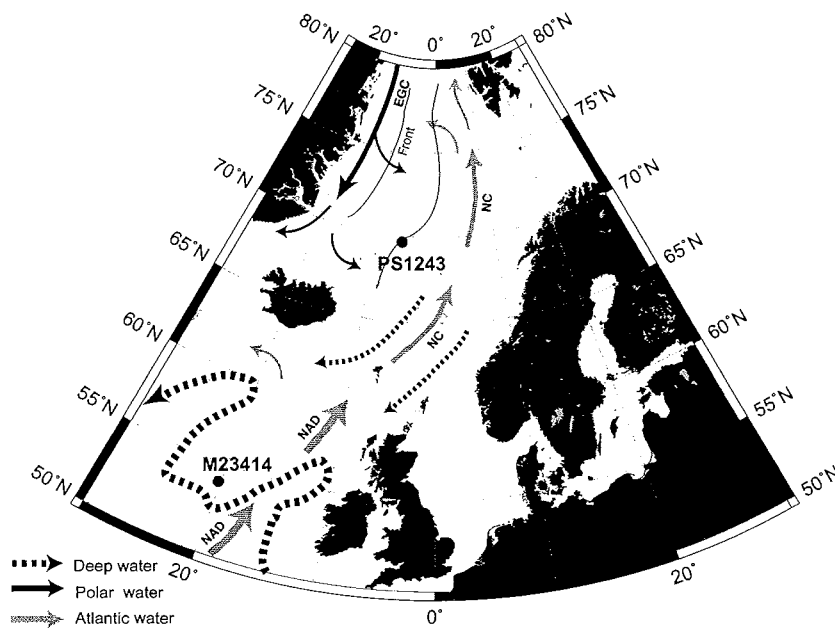 20° 0° 20°
80°N 80°N
75°N 75°N
70°N 70°N
65°N 65°N
60°N 60°N
55°N 55°N
50°N 50°N
EGC
Front
NC
PS1243
NC
NAD
M23414
NAD
20° 0° 20°
Deep water
Polar water
Atlantic water